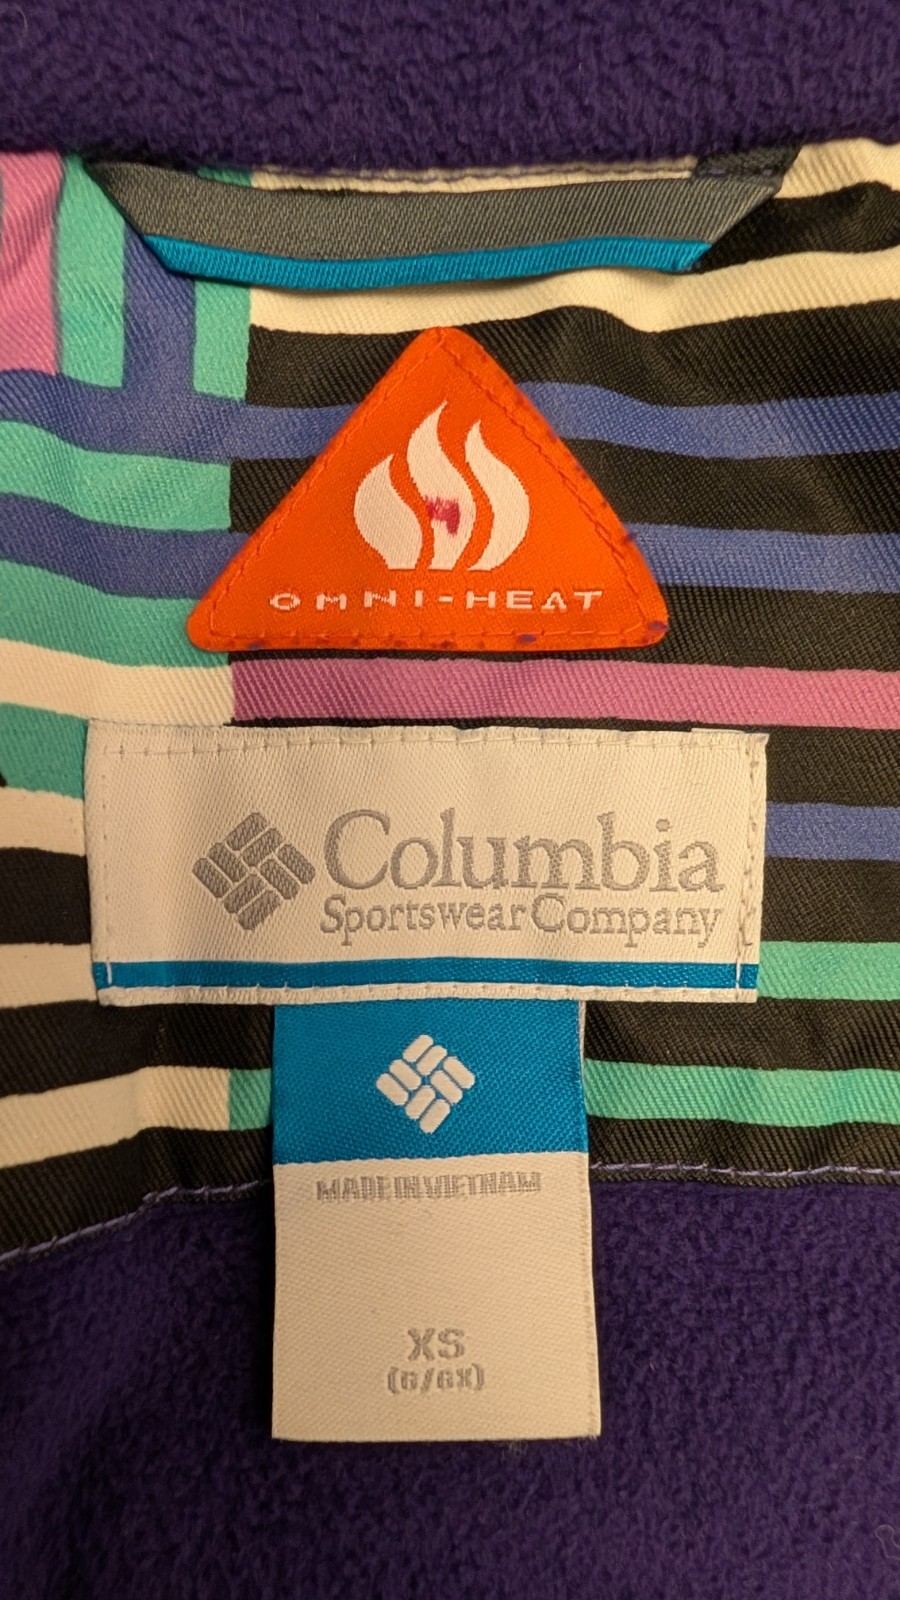 OMNI-HEAT
Columbia
Sportswear Company
MADE IN VIETNAM
XS
(6/6X)